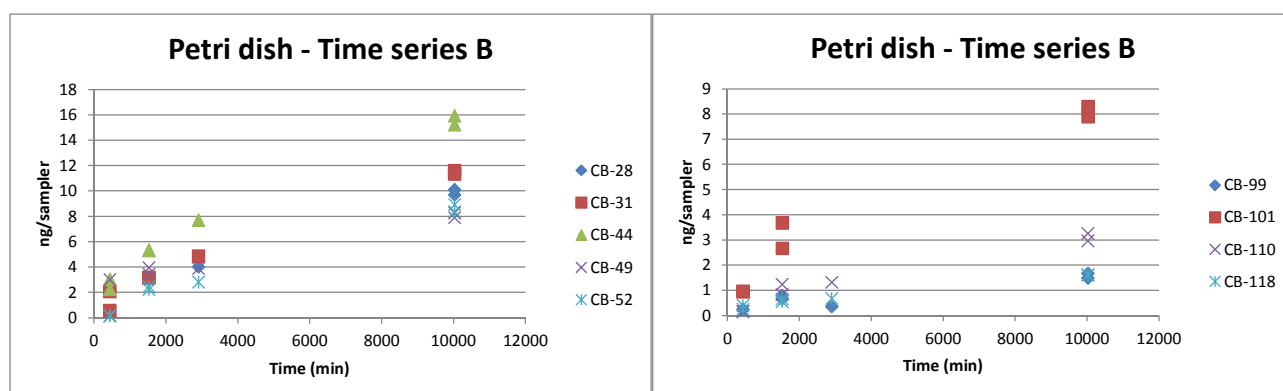 Petri dish - Time series B
ng/sampler
18
16
14
12
10
8
6
4
2
0
0 2000 4000 6000 8000 10000 12000
Time (min)
CB-28
CB-31
CB-44
CB-49
CB-52
Petri dish - Time series B
ng/sampler
9
8
7
6
5
4
3
2
1
0
0 2000 4000 6000 8000 10000 12000
Time (min)
CB-99
CB-101
CB-110
CB-118